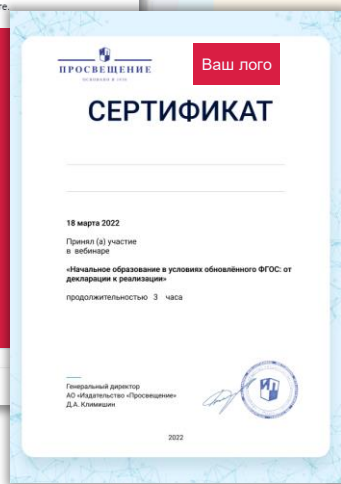 re.
ПРОСВЕЩЕНИЕ
Ваш лого
СЕРТИФИКАТ
18 марта 2022
Принял (а) участие
в вебинаре
«Начальное образование в условиях обновлённого ФГОС: от
декларации к реализации»
продолжительностью 3 часа
Генеральный директор
АО «Издательство «Просвещение»
Д.А. Климишин
2022